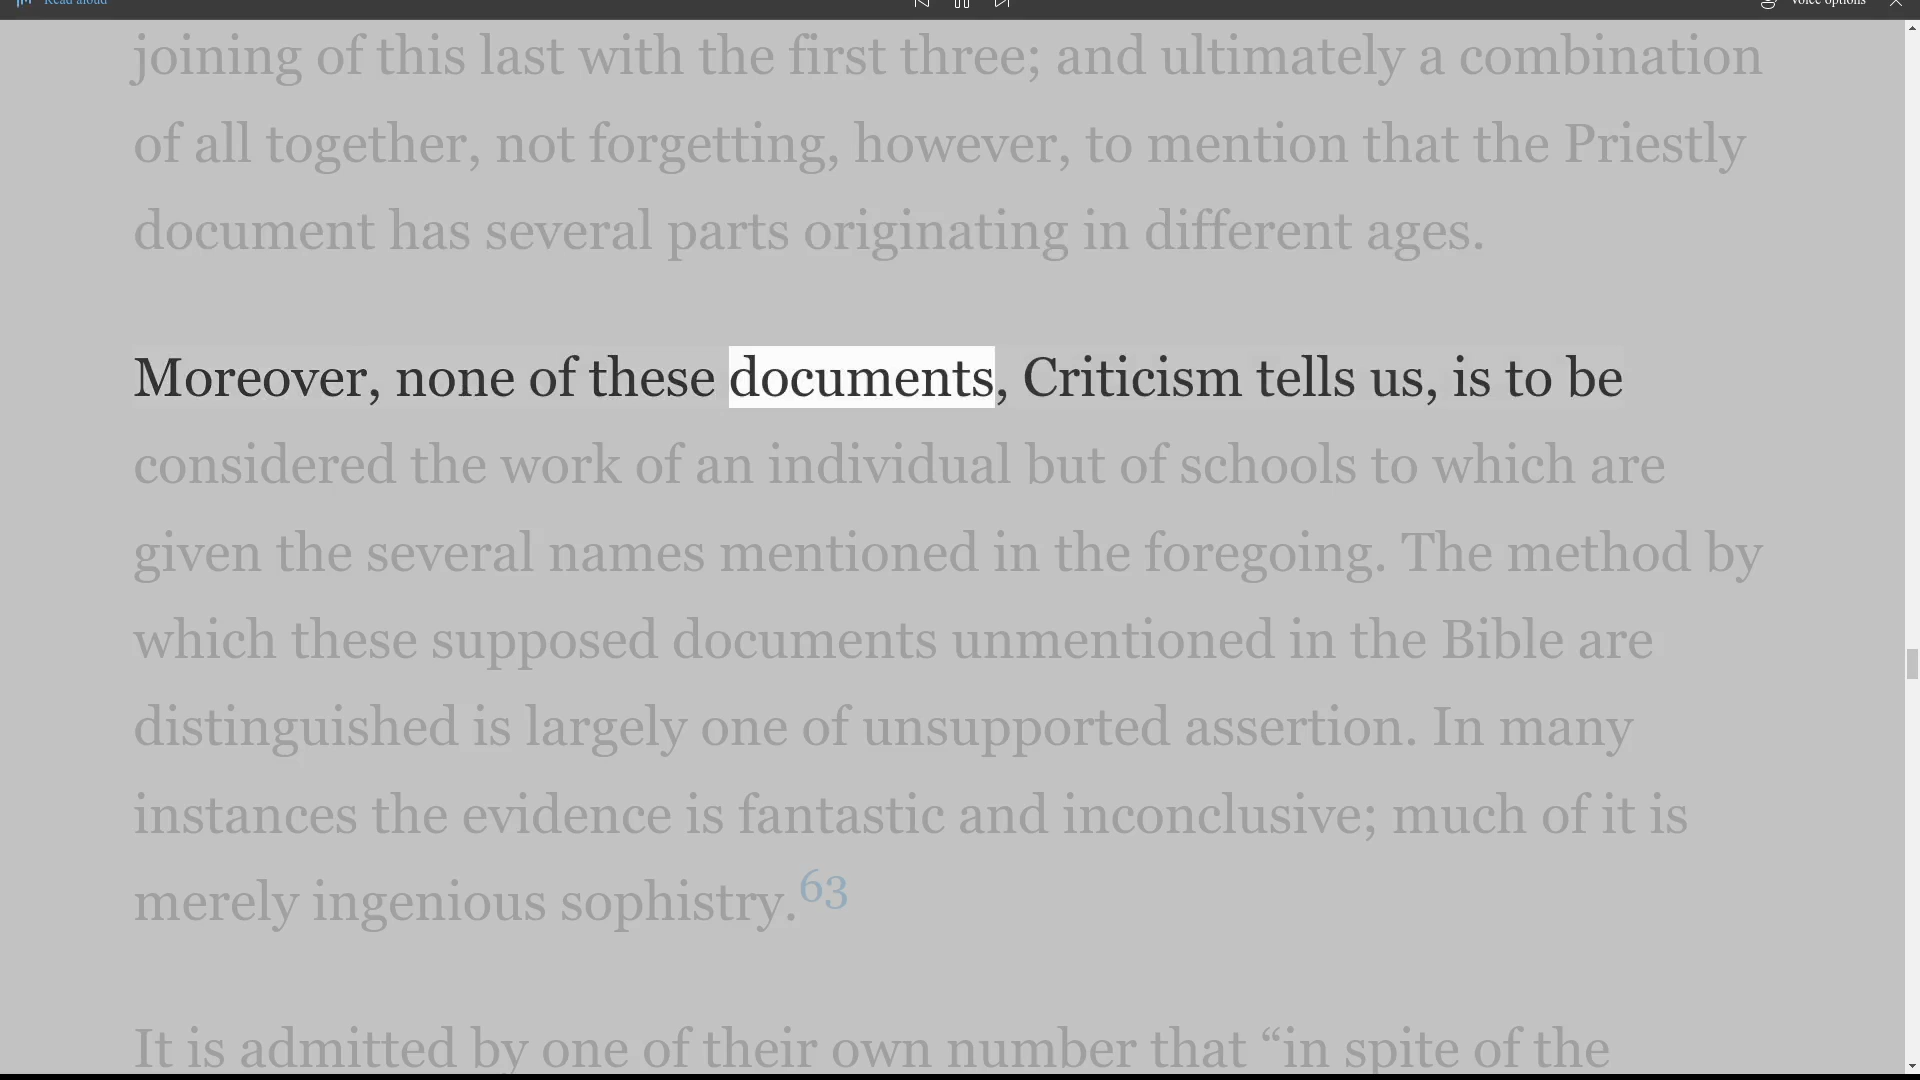 Read aloud
Voice options
joining of this last with the first three; and ultimately a combination
of all together, not forgetting, however, to mention that the Priestly
document has several parts originating in different ages.
Moreover, none of these documents, Criticism tells us, is to be
considered the work of an individual but of schools to which are
given the several names mentioned in the foregoing. The method by
which these supposed documents unmentioned in the Bible are
distinguished is largely one of unsupported assertion. In many
instances the evidence is fantastic and inconclusive; much of it is
merely ingenious sophistry.63
It is admitted by one of their own number that “in spite of the